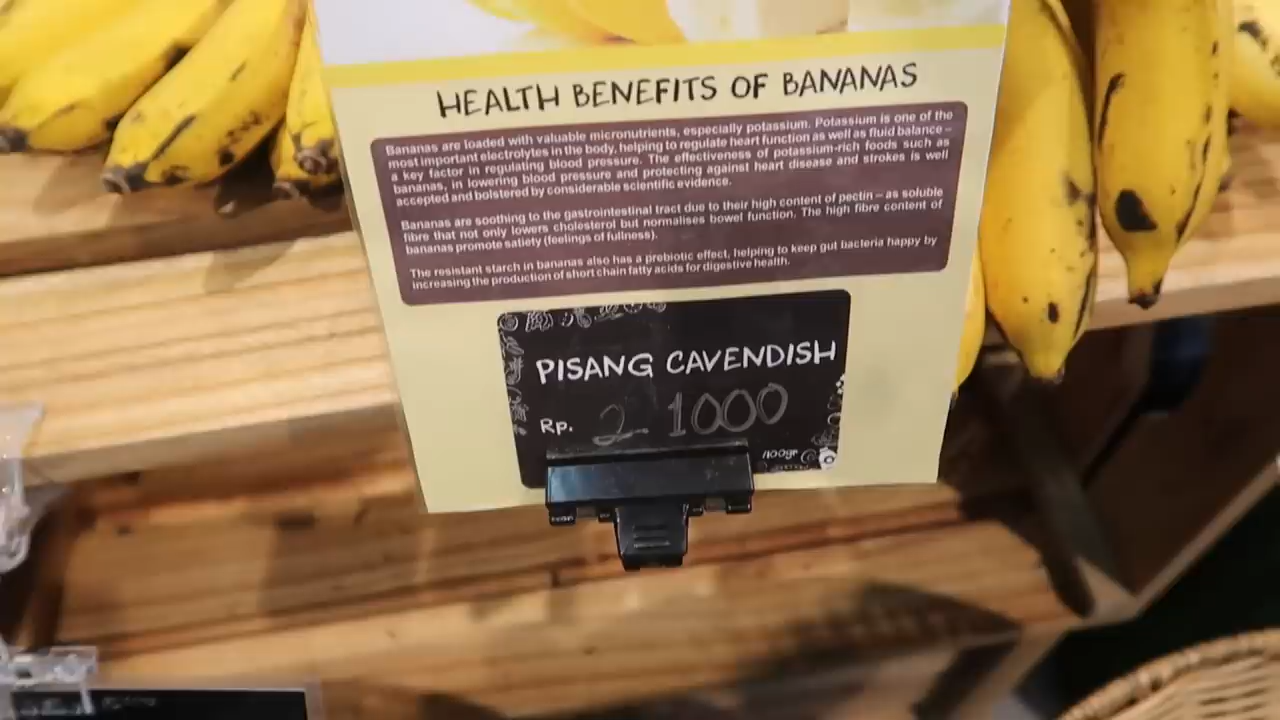 HEALTH BENEFITS OF BANANAS
Bananas are loaded with valuable micronutrients, especially potassium. Potassium is one of the
most important electrolytes in the body, helping to regulate heart function as well as fluid balance –
a key factor in regulating blood pressure. The effectiveness of potassium-rich foods such as
bananas, in lowering blood pressure and protecting against heart disease and strokes is well
accepted and bolstered by considerable scientific evidence.
Bananas are soothing to the gastrointestinal tract due to their high content of pectin – as soluble
fibre that not only lowers cholesterol but normalises bowel function. The high fibre content of
bananas promote satiety (feelings of fullness).
The resistant starch in bananas also has a prebiotic effect, helping to keep gut bacteria happy by
increasing the production of short chain fatty acids for digestive health.
PISANG CAVENDISH
Rp. 2.1000
/100gr